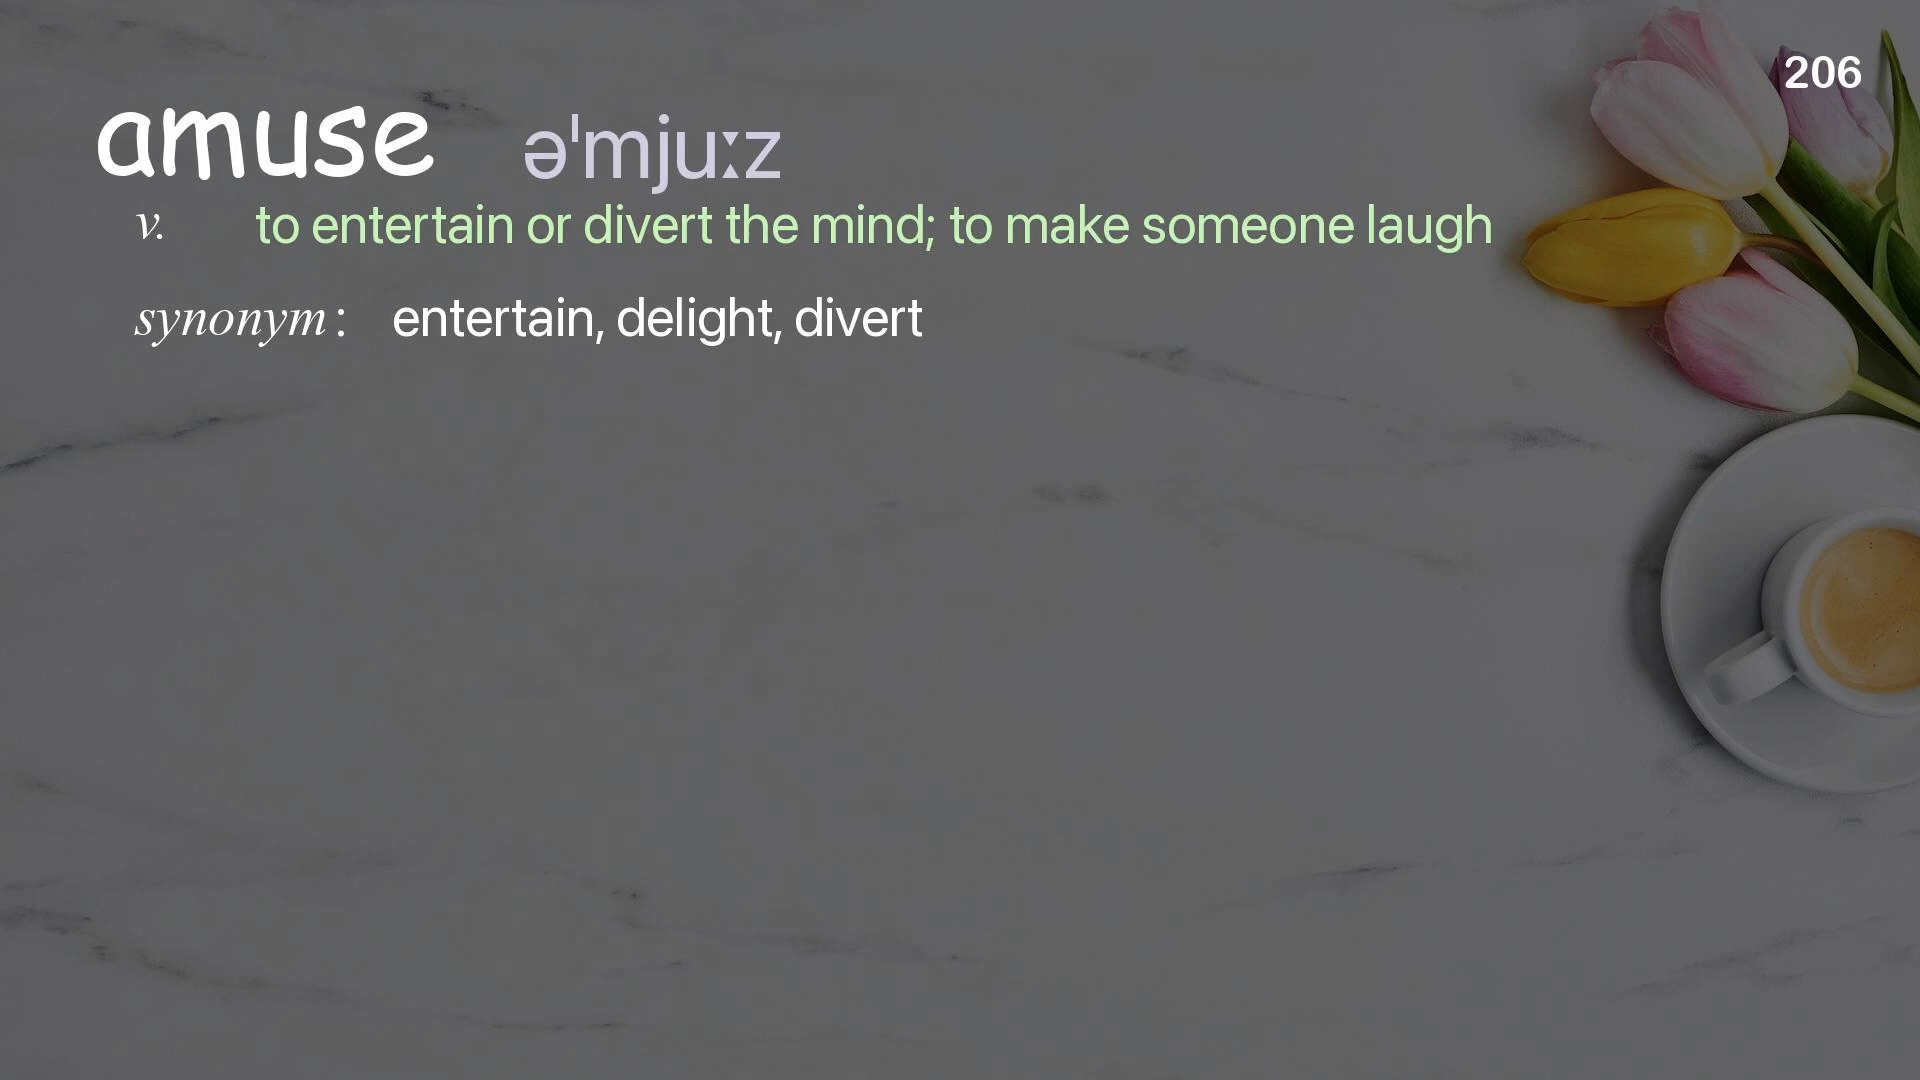 206
amuse əˈmjuːz
v. to entertain or divert the mind; to make someone laugh
synonym: entertain, delight, divert